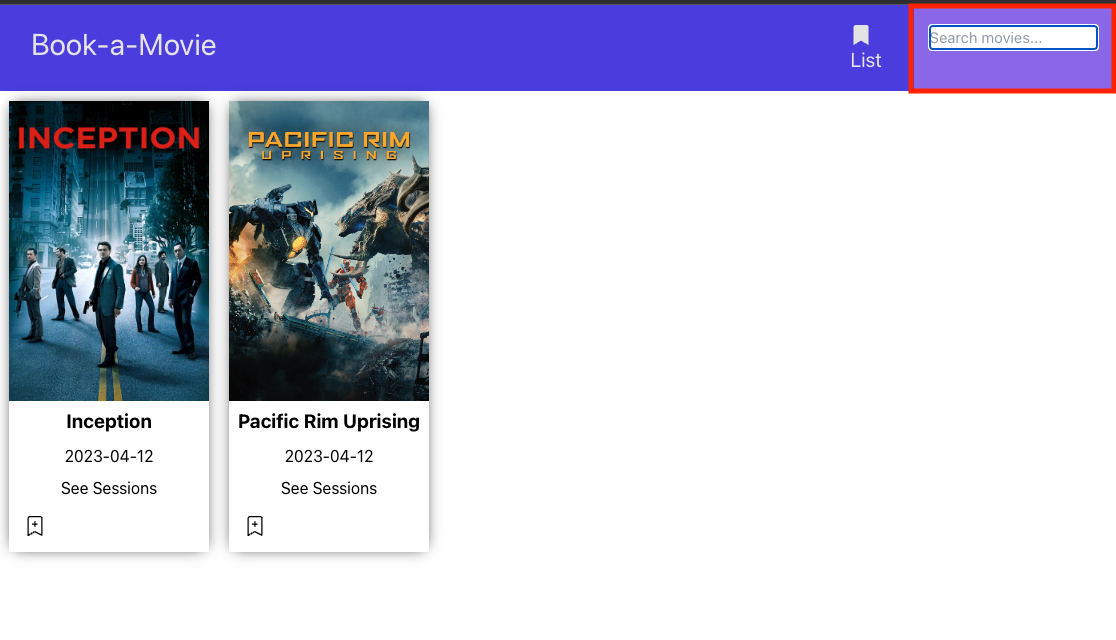 Book-a-Movie
List
Search movies...
INCEPTION
PACIFIC RIM
UPRISING
Inception
2023-04-12
See Sessions
Pacific Rim Uprising
2023-04-12
See Sessions